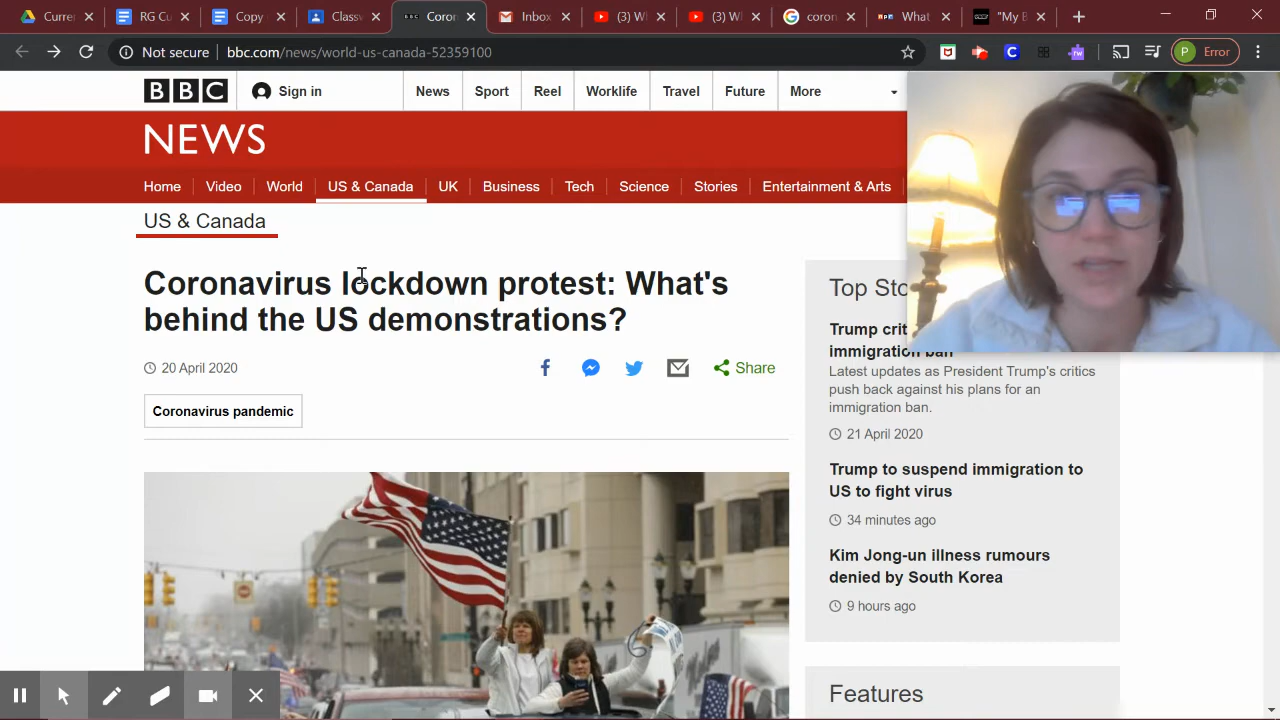 Curre
RG Cu
Copy
Class
Coron
Inbox
(3) W
(3) W
coron
What
"My B
Not secure
bbc.com/news/world-us-canada-52359100
P
Error
BBC
Sign in
News
Sport
Reel
Worklife
Travel
Future
More
NEWS
Home
Video
World
US & Canada
UK
Business
Tech
Science
Stories
Entertainment & Arts
US & Canada
Coronavirus lockdown protest: What's
behind the US demonstrations?
20 April 2020
Share
Coronavirus pandemic
Top Sto
Trump crit
immigration ban
Latest updates as President Trump's critics
push back against his plans for an
immigration ban.
21 April 2020
Trump to suspend immigration to
US to fight virus
34 minutes ago
Kim Jong-un illness rumours
denied by South Korea
9 hours ago
Features